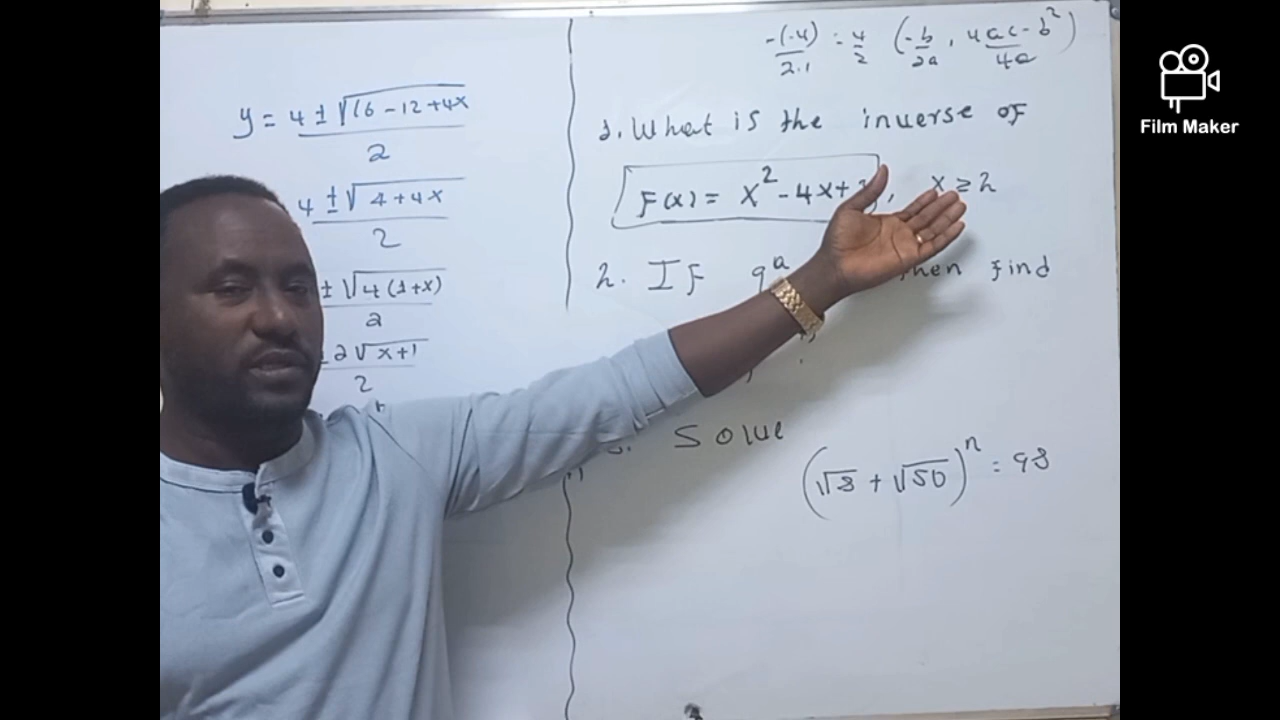 y = 4 ± √16 - 12 + 4x / 2
4 ± √4 + 4x / 2
± √4(1+x) / 2
2√x+1 / 2
-(-4) / 2.1 = 4/2 (-b/2a, 4ac - b² / 4a)
1. What is the inverse of
F(x) = x² - 4x +, x ≥ 2
2. IF 9^a then find
Solve
(√8 + √50)^n = 98
Film Maker